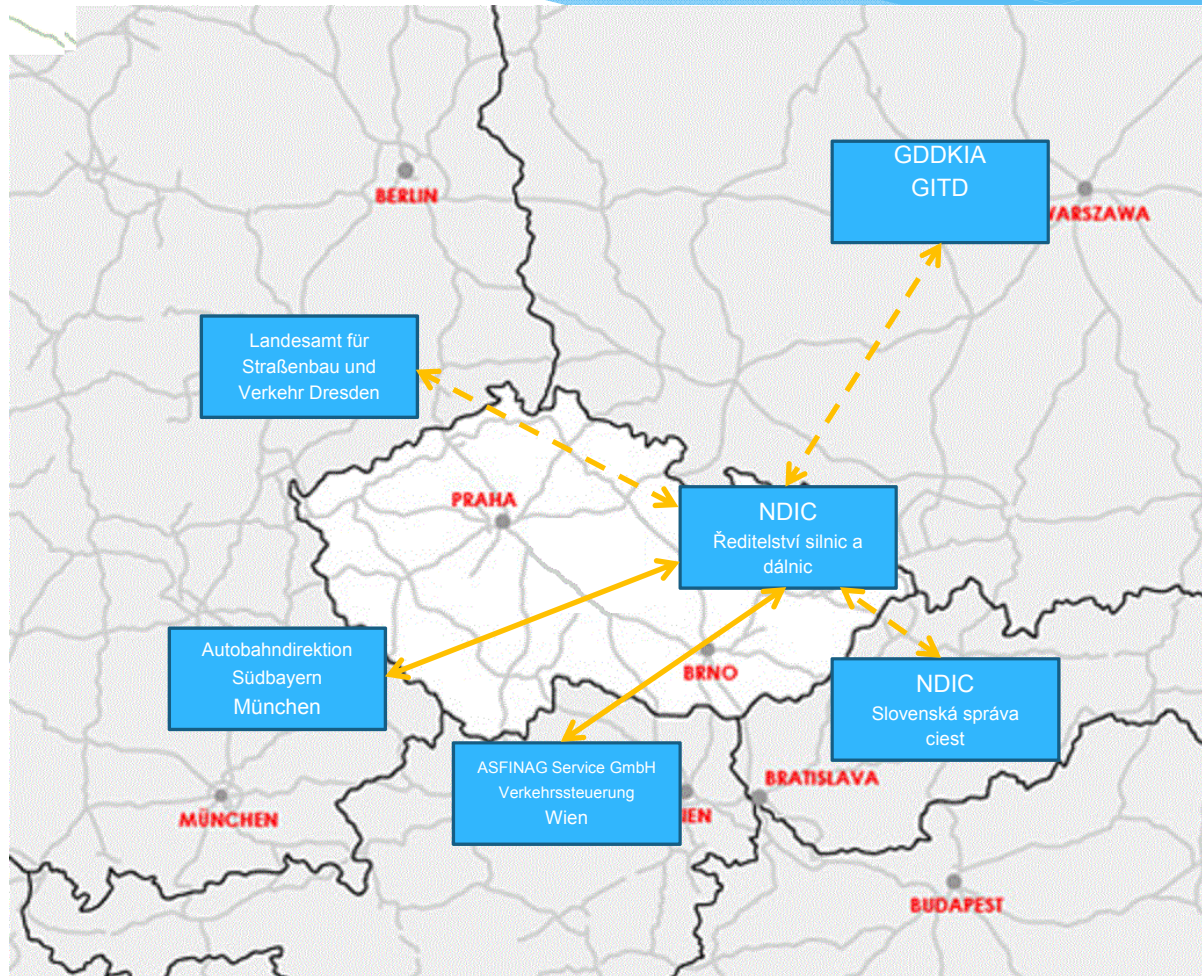 GDDKIA
GITD
BERLIN
WARSZAWA
Landesamt für
Straßenbau und
Verkehr Dresden
PRAHA
NDIC
Ředitelství silnic a
dálnic
Autobahndirektion
Südbayern
München
BRNO
NDIC
Slovenská správa
ciest
ASFINAG Service GmbH
Verkehrssteuerung
Wien
BRATISLAVA
MÜNCHEN
BUDAPEST